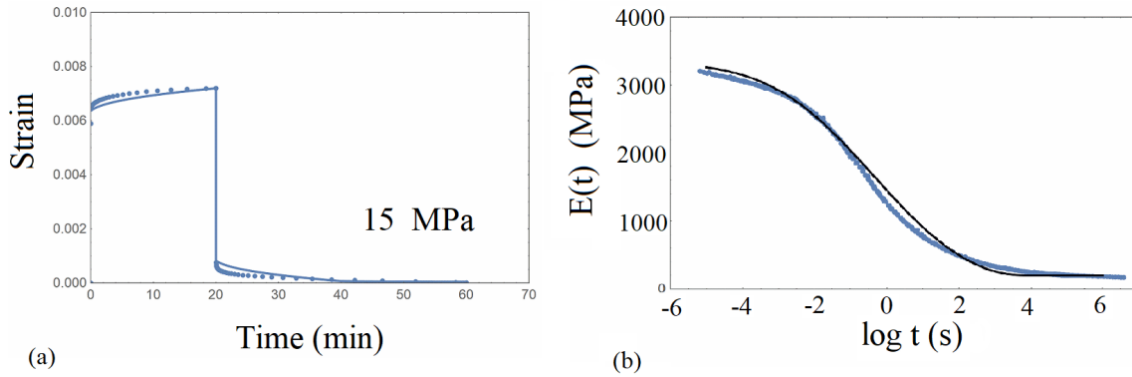 0.010
0.008
0.006
0.004
0.002
0.000
0 10 20 30 40 50 60 70
Strain
15 MPa
Time (min)
(a)
4000
3000
2000
1000
0
-6 -4 -2 0 2 4 6
E(t) (MPa)
log t (s)
(b)